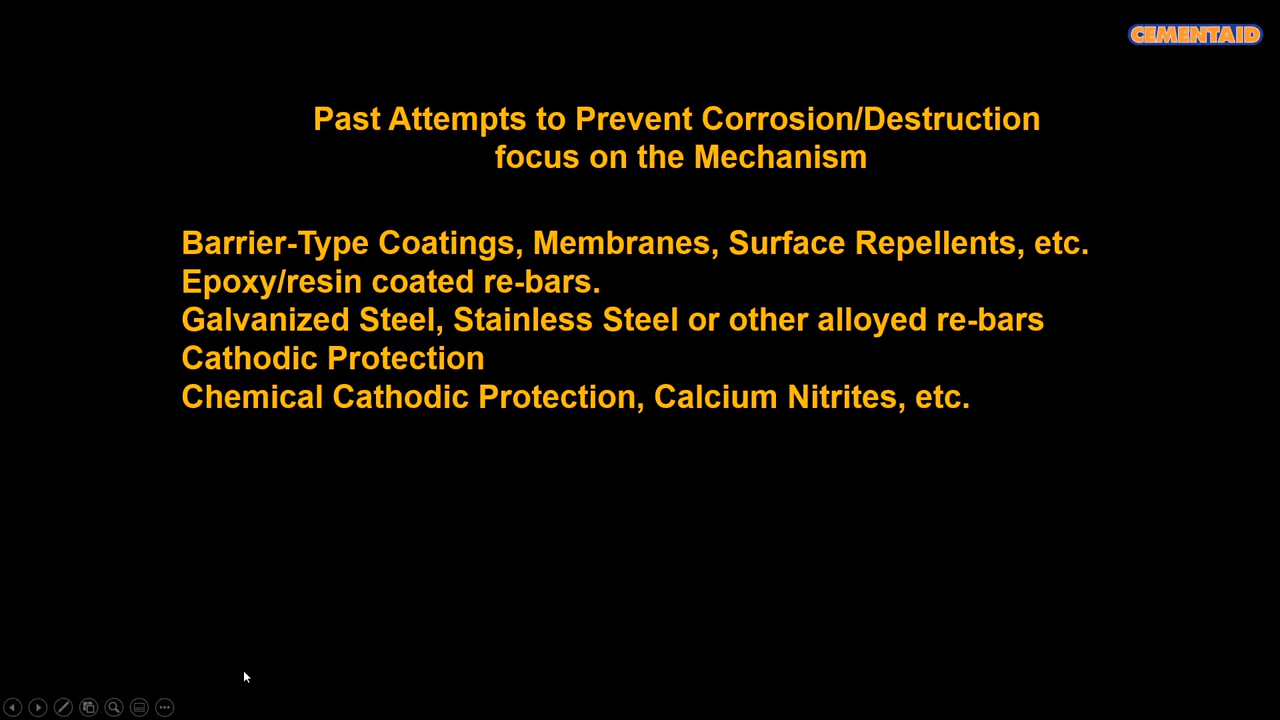 CEMENTAID
Past Attempts to Prevent Corrosion/Destruction
focus on the Mechanism
Barrier-Type Coatings, Membranes, Surface Repellents, etc.
Epoxy/resin coated re-bars.
Galvanized Steel, Stainless Steel or other alloyed re-bars
Cathodic Protection
Chemical Cathodic Protection, Calcium Nitrites, etc.